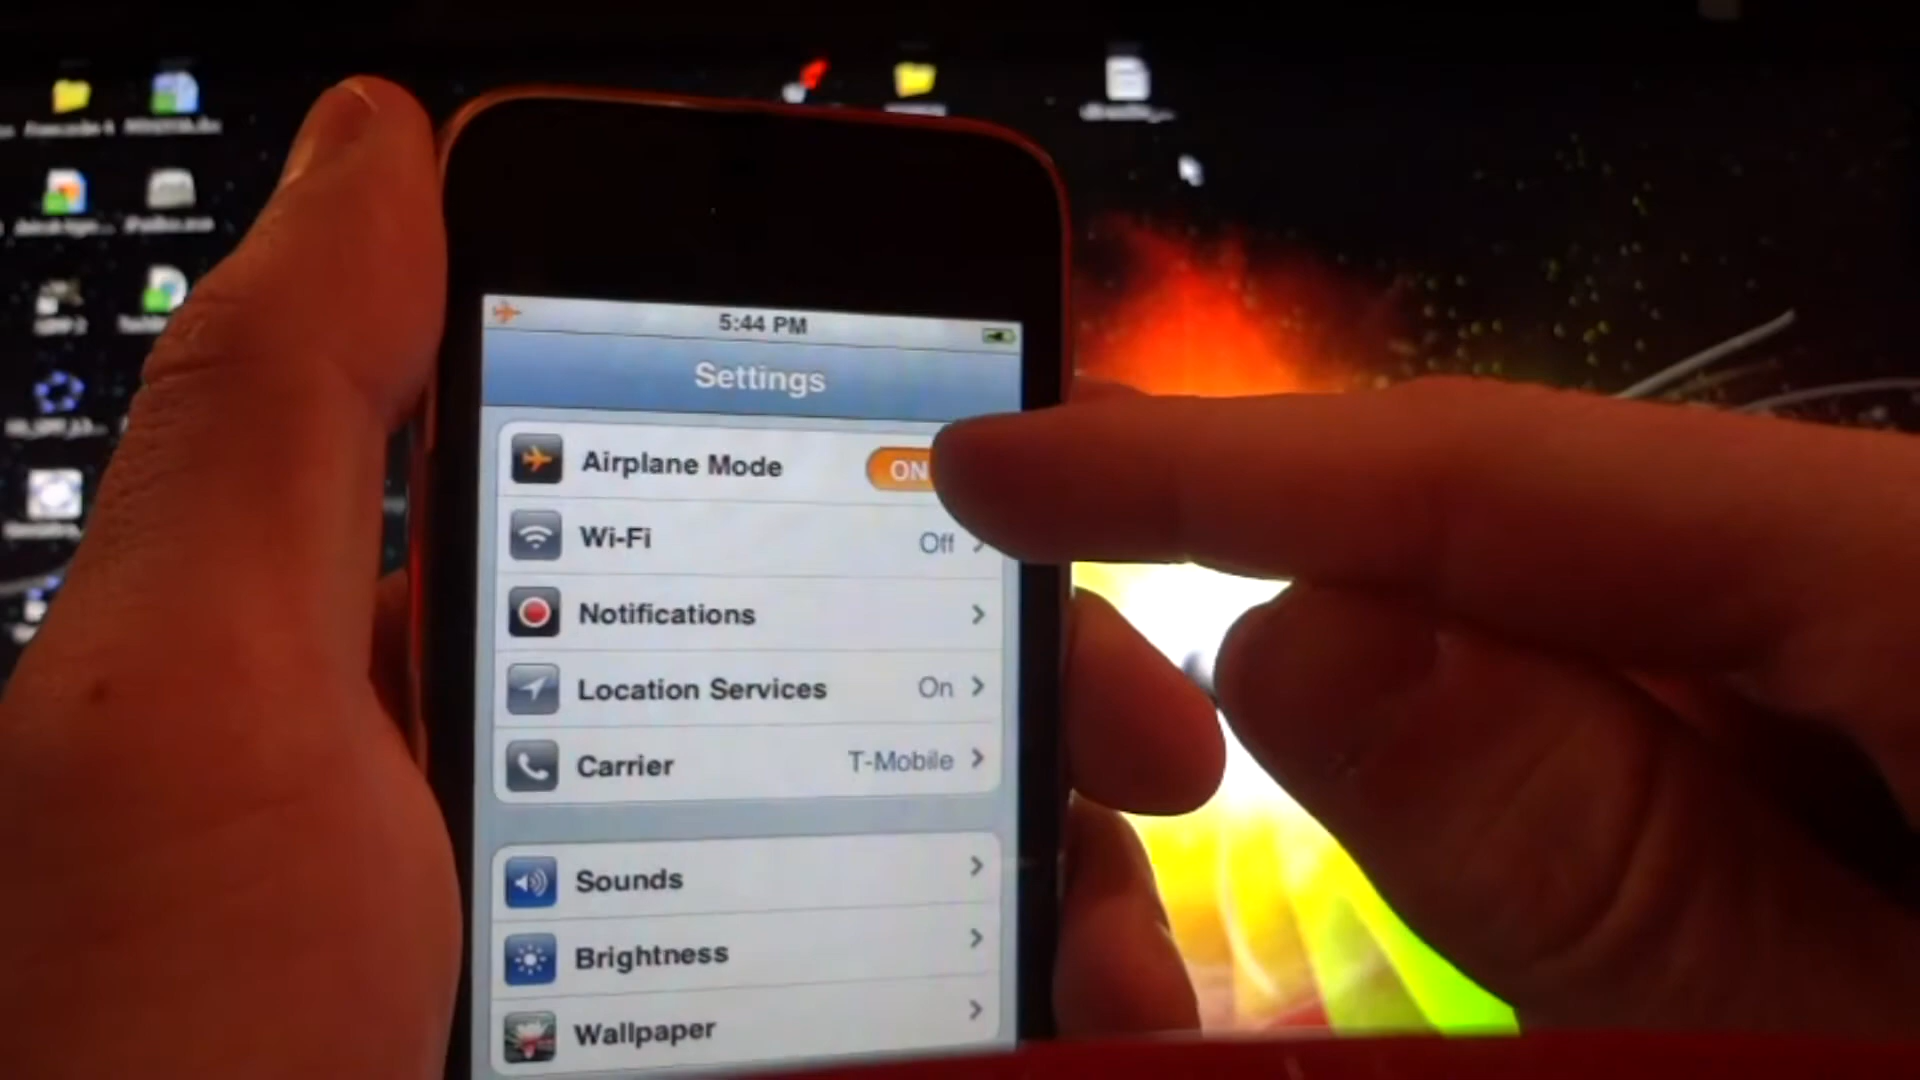 5:44 PM
Settings
Airplane Mode ON
Wi-Fi Off
Notifications
Location Services On
Carrier T-Mobile
Sounds
Brightness
Wallpaper